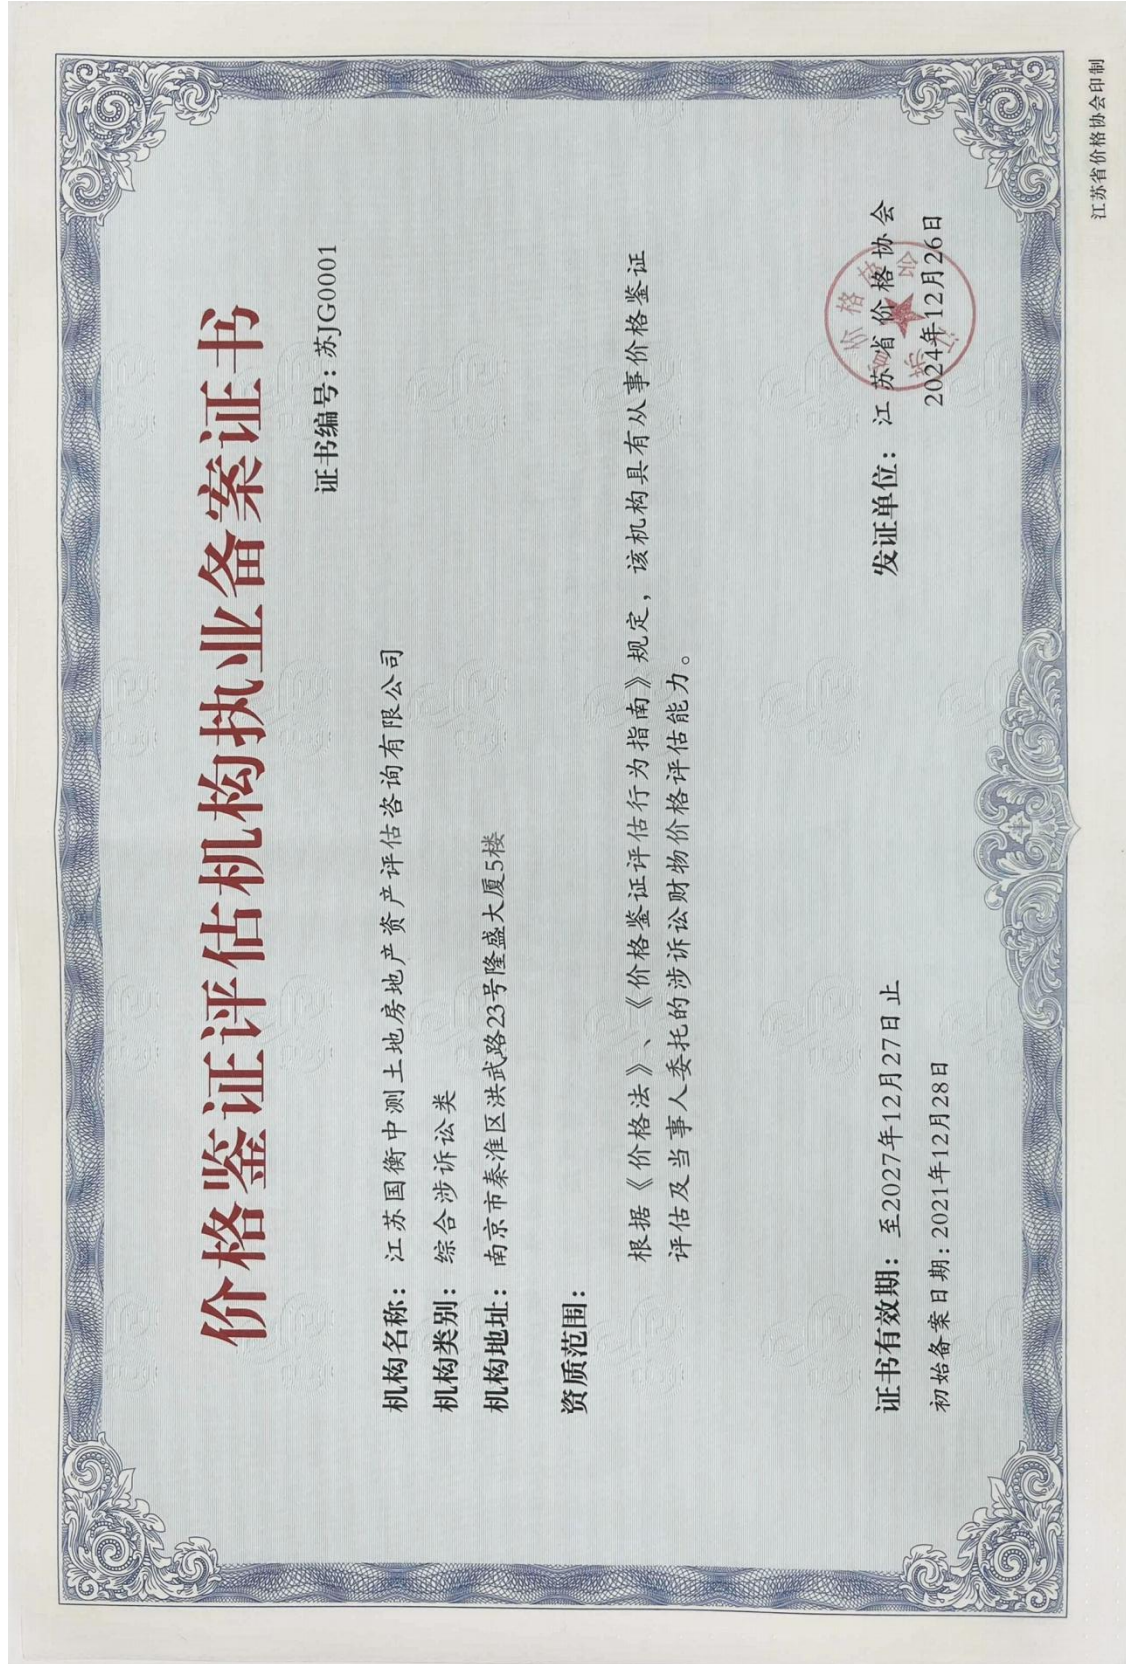 价格鉴证评估机构执业备案证书
证书编号：苏JG0001
机构名称：江苏国衡中测土地房地产资产评估咨询有限公司
机构类别：综合涉诉讼类
机构地址：南京市秦淮区洪武路23号隆盛大厦5楼
资质范围：
根据《价格法》、《价格鉴证评估行为指南》规定，该机构具有从事价格鉴证
评估及当事人委托的涉诉讼财物价格评估能力。
证书有效期：至2027年12月27日止
发证单位：江苏省价格协会
初始备案日期：2021年12月28日
2024年12月26日
江苏省价格协会
江苏省价格协会印制